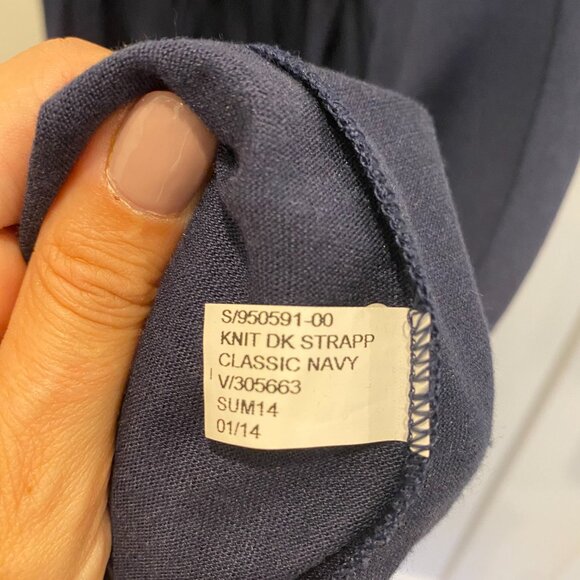 S/950591-00
KNIT DK STRAPP
CLASSIC NAVY
V/305663
SUM14
01/14